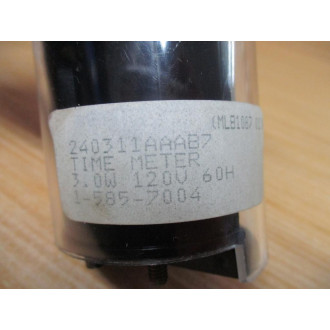 240311AAAB7
TIME METER
3.0W 120V 60H
1-585-7004